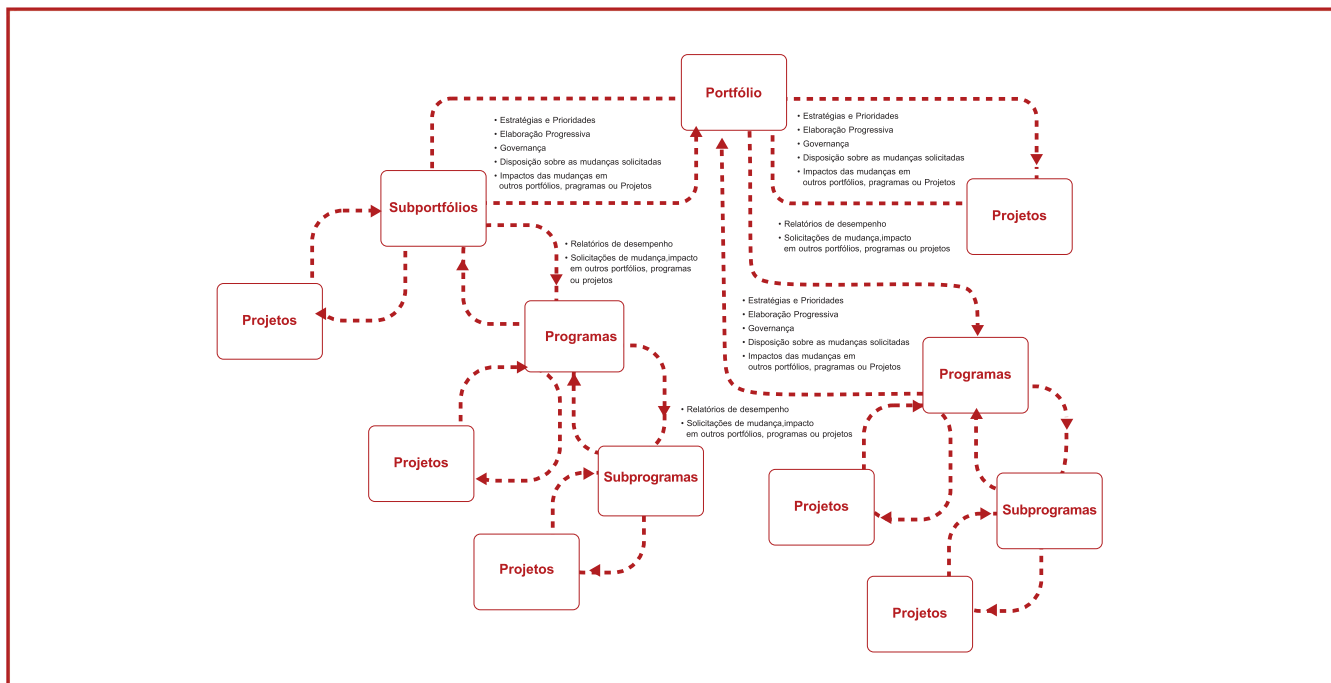 Portfólio
• Estratégias e Prioridades
• Elaboração Progressiva
• Governança
• Disposição sobre as mudanças solicitadas
• Impactos das mudanças em
outros portfólios, pragramas ou Projetos
• Estratégias e Prioridades
• Elaboração Progressiva
• Governança
• Disposição sobre as mudanças solicitadas
• Impactos das mudanças em
outros portfólios, pragramas ou Projetos
Subportfólios
Projetos
• Relatórios de desempenho
• Solicitações de mudança,impacto
em outros portfólios, programas ou projetos
• Relatórios de desempenho
• Solicitações de mudança,impacto
em outros portfólios, programas
ou projetos
Projetos
Programas
• Estratégias e Prioridades
• Elaboração Progressiva
• Governança
• Disposição sobre as mudanças solicitadas
• Impactos das mudanças em
outros portfólios, pragramas ou Projetos
Programas
• Relatórios de desempenho
• Solicitações de mudança,impacto
em outros portfólios, programas ou projetos
Projetos
Subprogramas
Projetos
Subprogramas
Projetos
Projetos